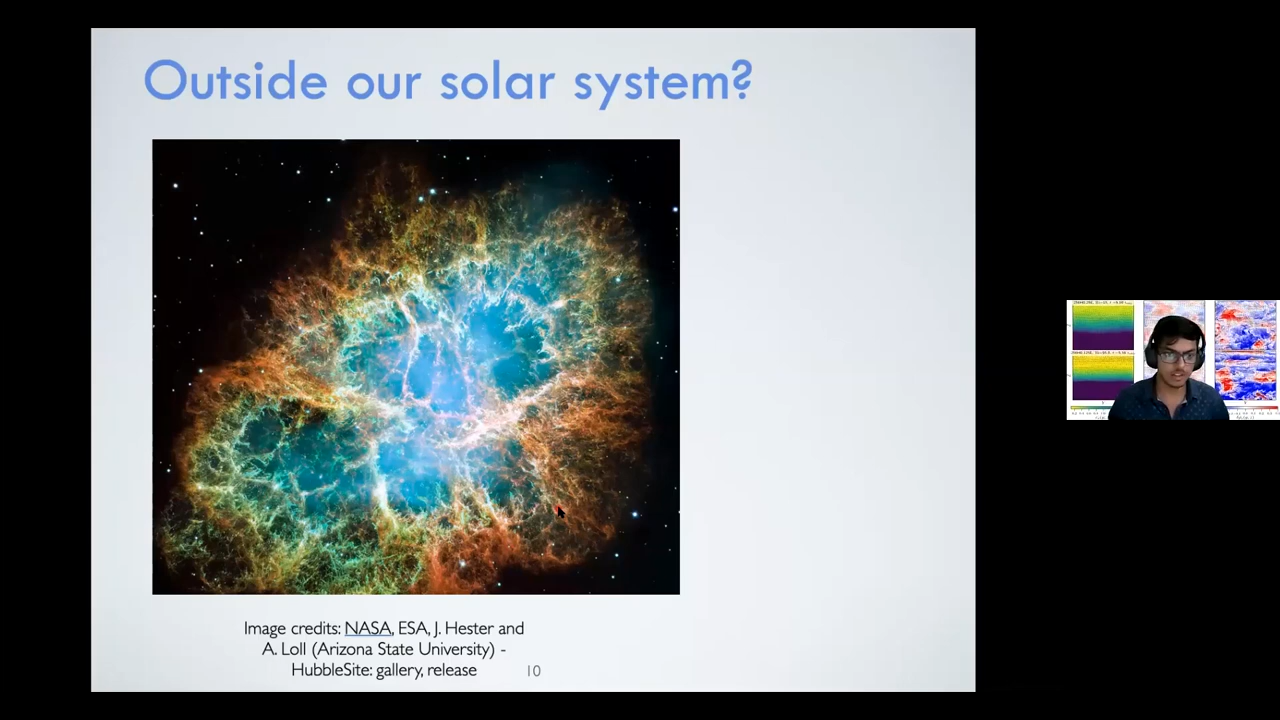 Outside our solar system?
Image credits: NASA, ESA, J. Hester and
A. Loll (Arizona State University) -
HubbleSite: gallery, release
10